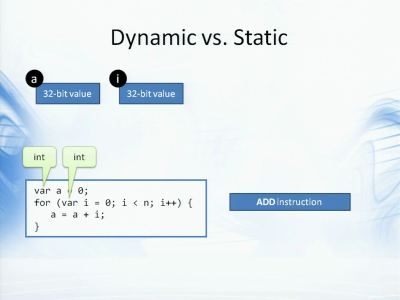 Dynamic vs. Static
a i
32-bit value 32-bit value
int int
var a = 0;
for (var i = 0; i < n; i++) {
a = a + i;
}
ADD instruction